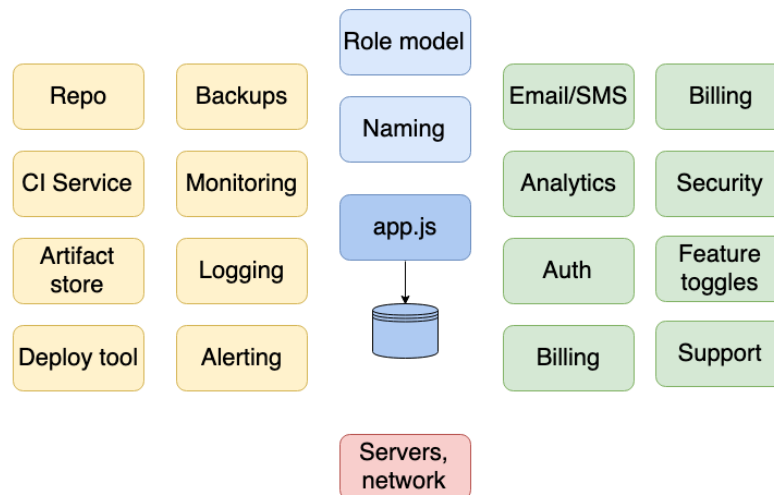 Role model
Repo
Backups
Email/SMS
Billing
Naming
CI Service
Monitoring
Analytics
Security
app.js
Artifact
store
Logging
Auth
Feature
toggles
Deploy tool
Alerting
Billing
Support
Servers,
network